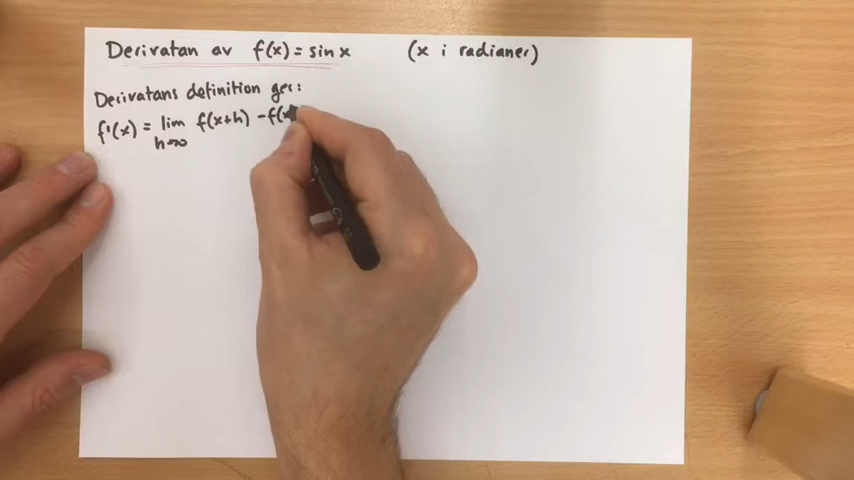 Derivatan av f(x) = sin x (x i radianer)
Derivatans definition ger:
f'(x) = lim f(x+h) - f(x
h→0